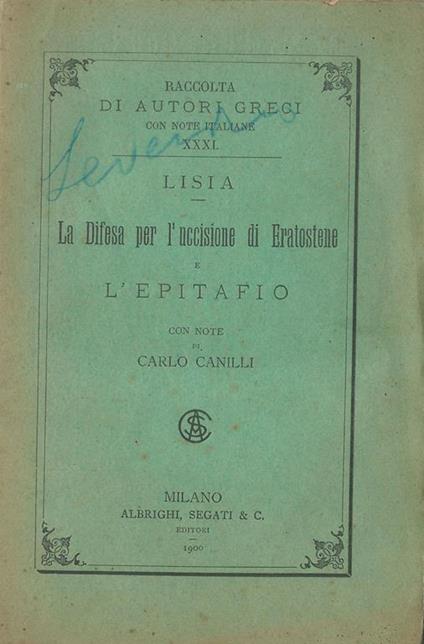 RACCOLTA
DI AUTORI GRECI
CON NOTE ITALIANE
XXXI.
LISIA
La Difesa per l'uccisione di Eratostene
E
L'EPITAFIO
CON NOTE
DI
CARLO CANILLI
MILANO
ALBRIGHI, SEGATI & C.
EDITORI
1900